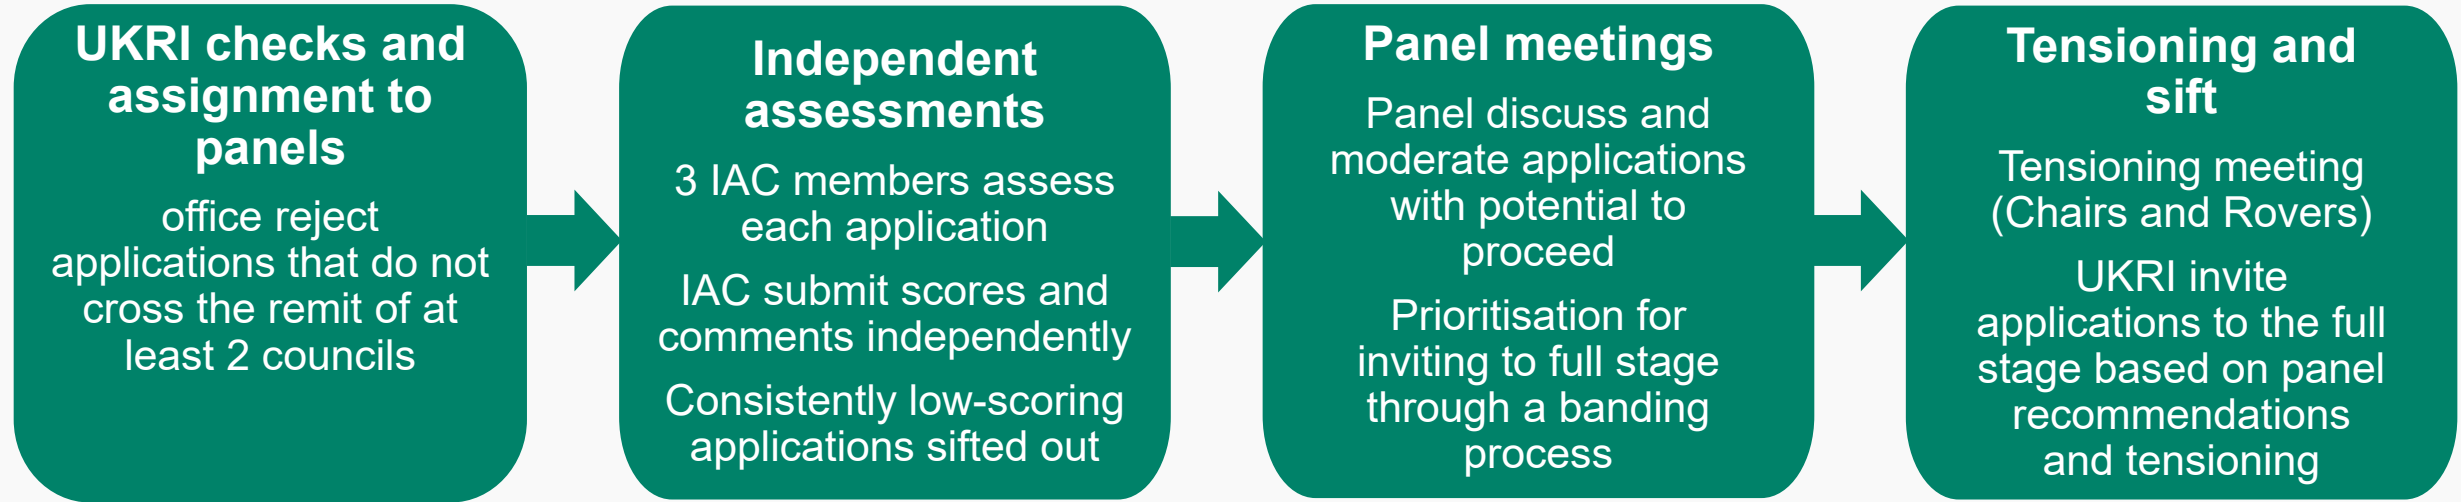 UKRI checks and
assignment to
panels
office reject
applications that do not
cross the remit of at
least 2 councils
Independent
assessments
3 IAC members assess
each application
IAC submit scores and
comments independently
Consistently low-scoring
applications sifted out
Panel meetings
Panel discuss and
moderate applications
with potential to
proceed
Prioritisation for
inviting to full stage
through a banding
process
Tensioning and
sift
Tensioning meeting
(Chairs and Rovers)
UKRI invite
applications to the full
stage based on panel
recommendations
and tensioning